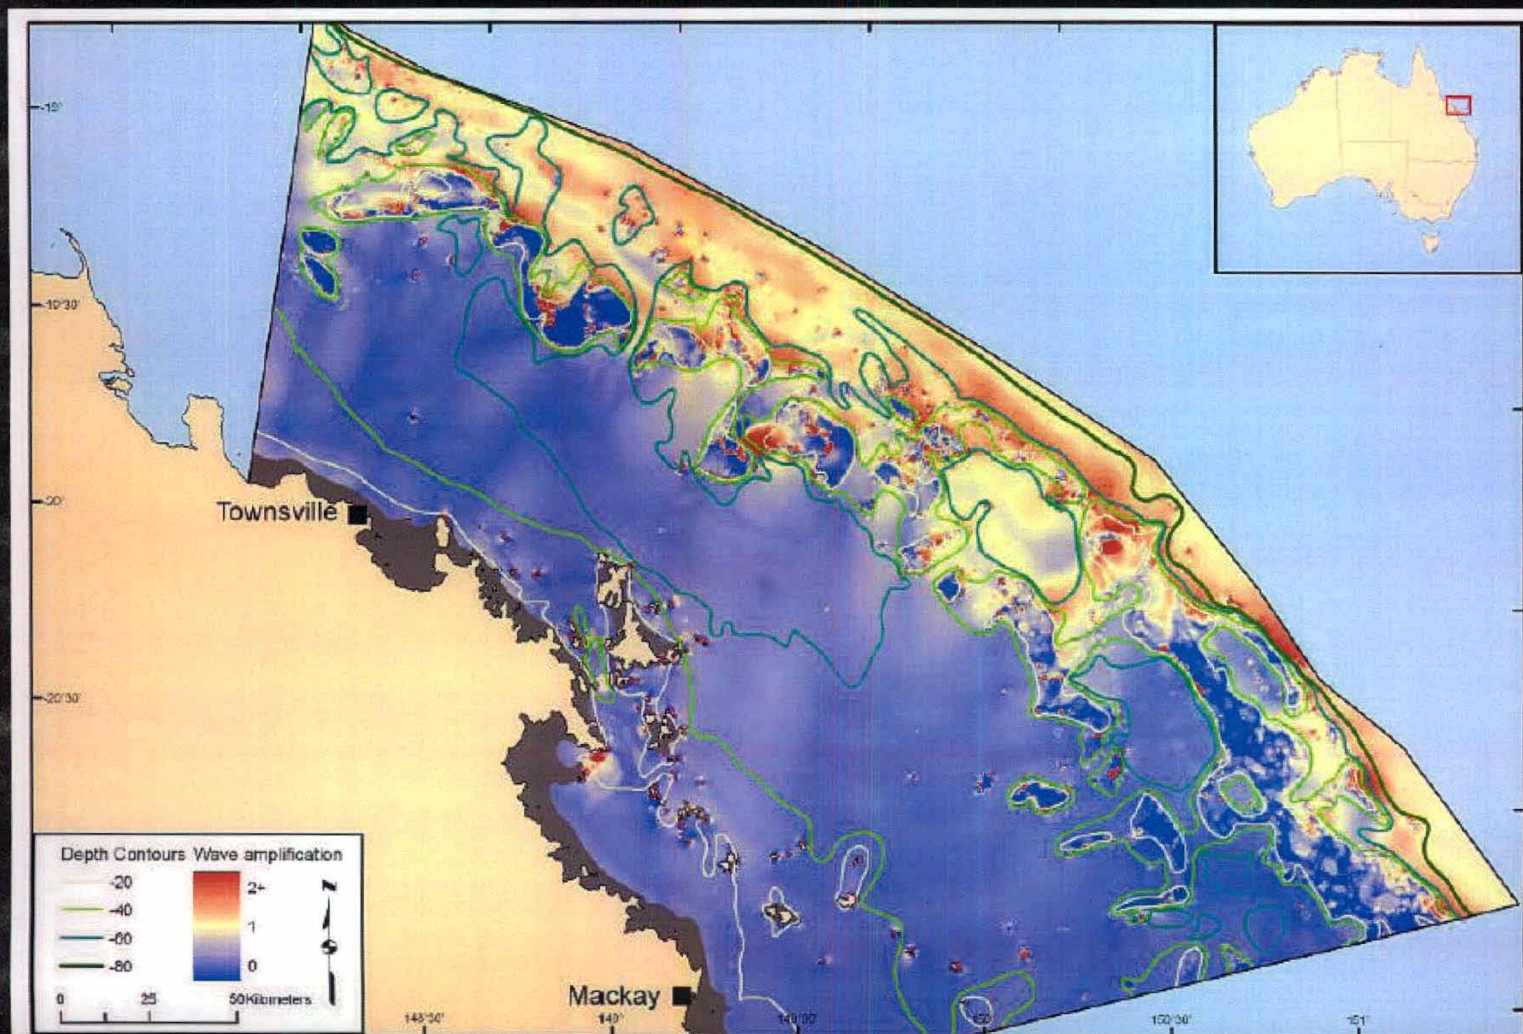 -19°
-19°30'
-20°
-20°30'
Townsville
Mackay
Depth Contours
-20
-40
-60
-80
Wave amplification
2+
1
0
N
0 25 50 Kilometers
148°30' 149° 149°30' 150° 150°30' 151°